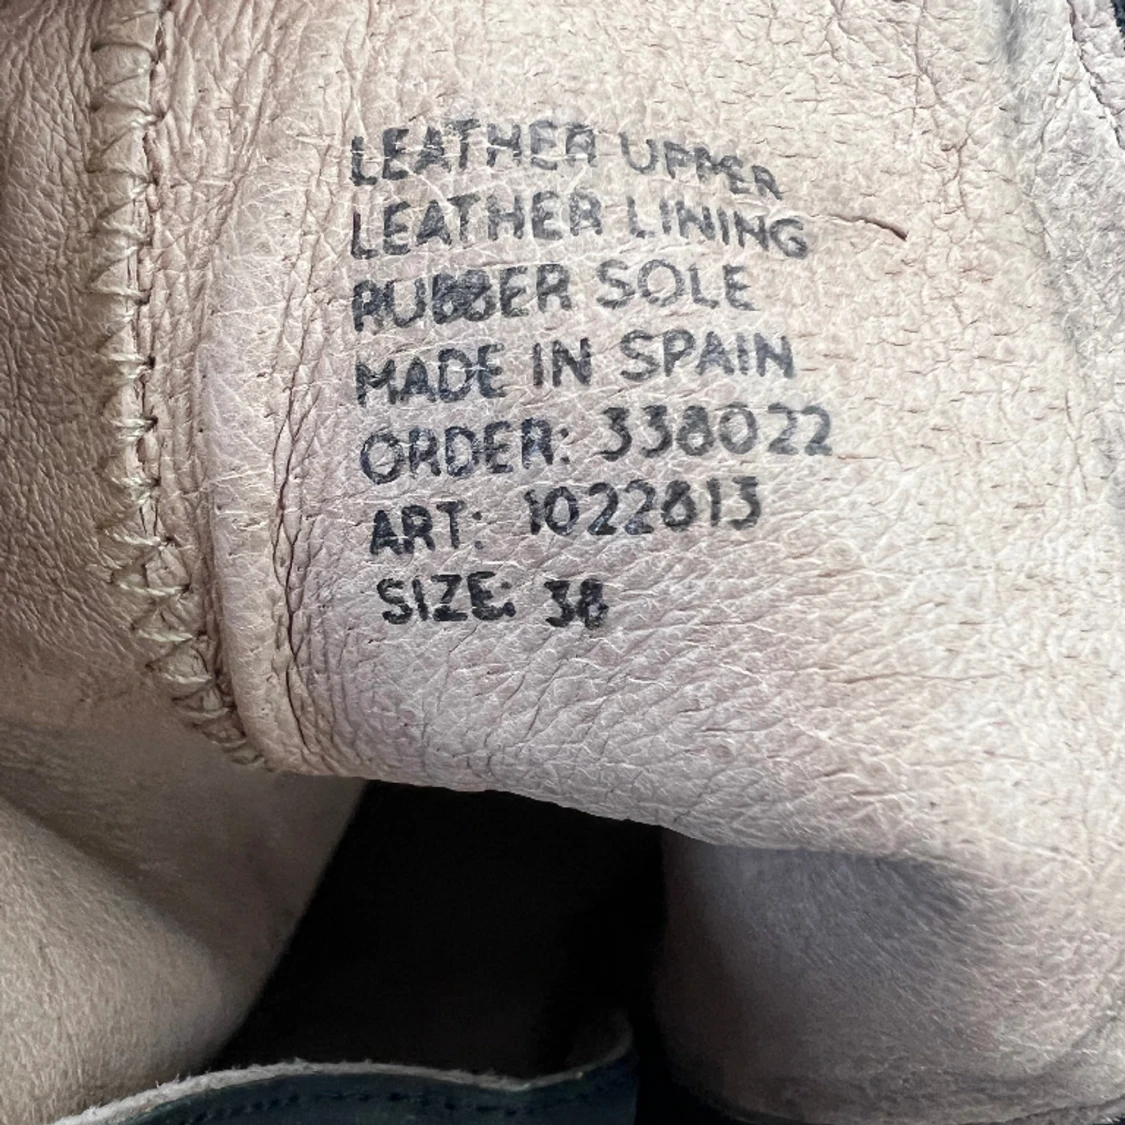 LEATHER UPPER
LEATHER LINING
RUBBER SOLE
MADE IN SPAIN
ORDER: 338022
ART: 1022813
SIZE: 38